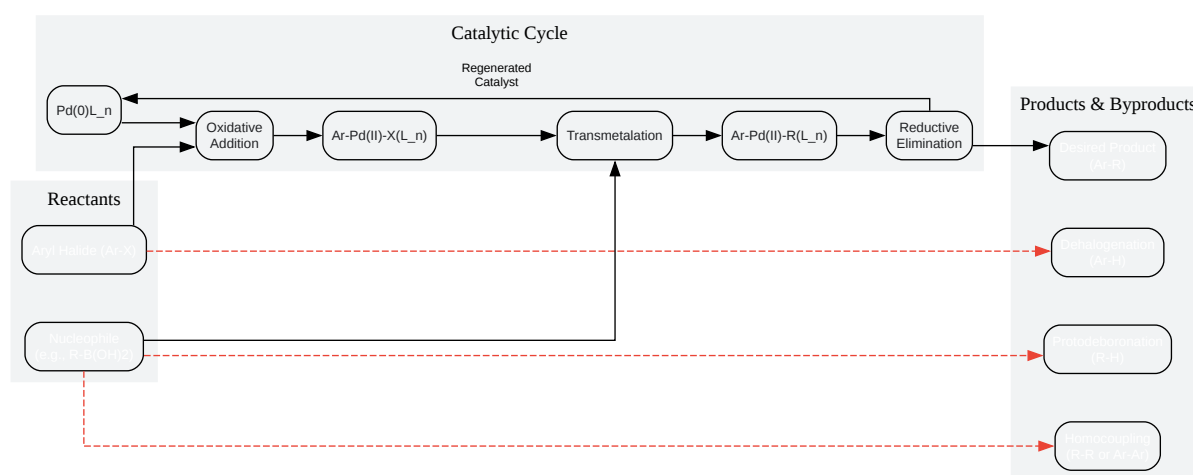 Catalytic Cycle
Regenerated
Catalyst
Pd(0)L_n
Oxidative
Addition
Ar-Pd(II)-X(L_n)
Transmetalation
Ar-Pd(II)-R(L_n)
Reductive
Elimination
Reactants
Aryl Halide (Ar-X)
Nucleophile
(e.g., R-B(OH)2)
Products & Byproducts
Desired Product
(Ar-R)
Dehalogenation
(Ar-H)
Protodeboronation
(R-H)
Homocoupling
(R-R or Ar-Ar)